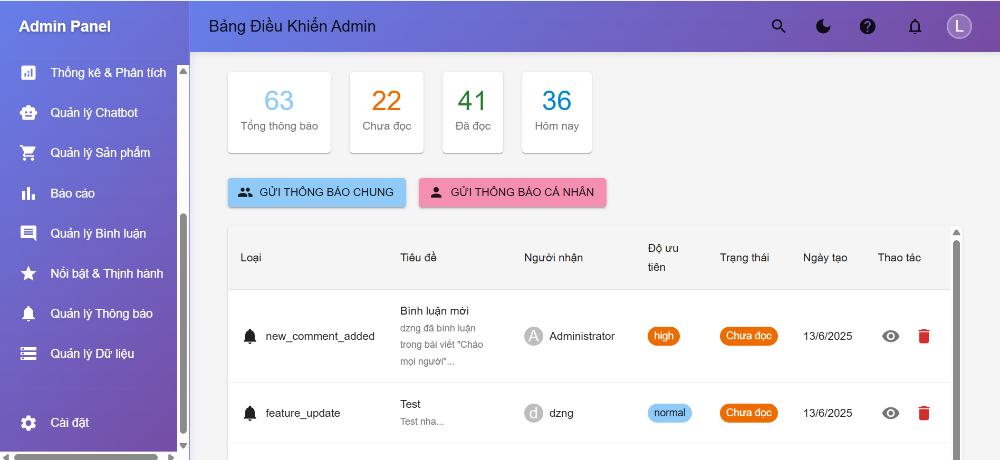 Admin Panel
Bảng Điều Khiển Admin
L
Thống kê & Phân tích
Quản lý Chatbot
Quản lý Sản phẩm
Báo cáo
Quản lý Bình luận
Nổi bật & Thịnh hành
Quản lý Thông báo
Quản lý Dữ liệu
Cài đặt
63
Tổng thông báo
22
Chưa đọc
41
Đã đọc
36
Hôm nay
GỬI THÔNG BÁO CHUNG
GỬI THÔNG BÁO CÁ NHÂN
Loại
Tiêu đề
Người nhận
Độ ưu
tiên
Trạng thái
Ngày tạo
Thao tác
new_comment_added
Bình luận mới
dzng đã bình luận
trong bài viết "Chào
mọi người"...
A
Administrator
high
Chưa đọc
13/6/2025
feature_update
Test
Test nha...
d
dzng
normal
Chưa đọc
13/6/2025